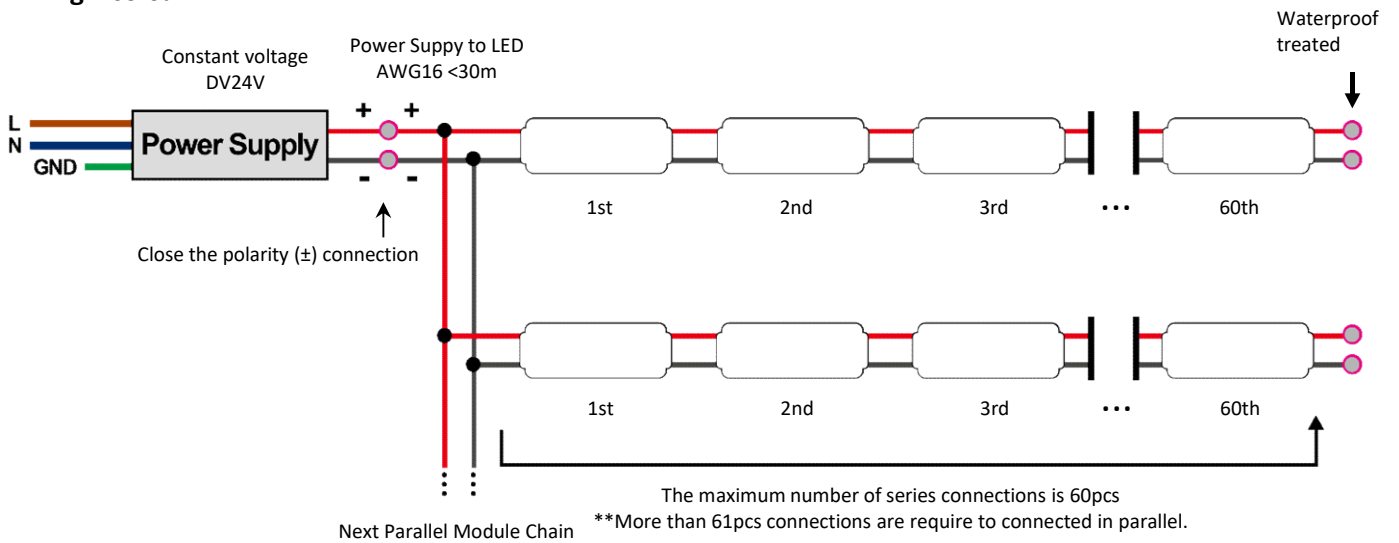 Waterproof
treated
Constant voltage
DV24V
Power Suppy to LED
AWG16 <30m
+ +
L
N
GND
Power Supply
- -
1st 2nd 3rd ... 60th
Close the polarity (±) connection
1st 2nd 3rd ... 60th
The maximum number of series connections is 60pcs
**More than 61pcs connections are require to connected in parallel.
Next Parallel Module Chain